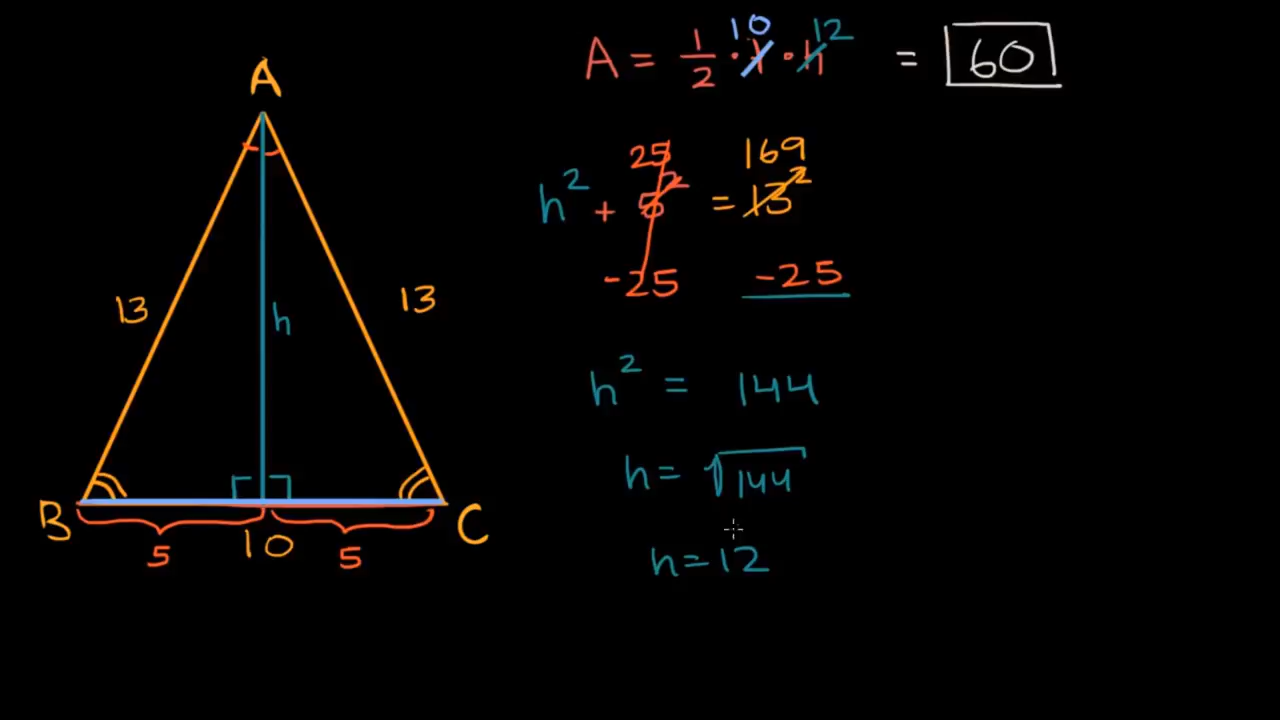 A
13
13
h
B
C
5
10
5
A = 1/2 · b · h = 60
10 12
25 169
h² + 5² = 13²
-25 -25
h² = 144
h = √144
h = 12